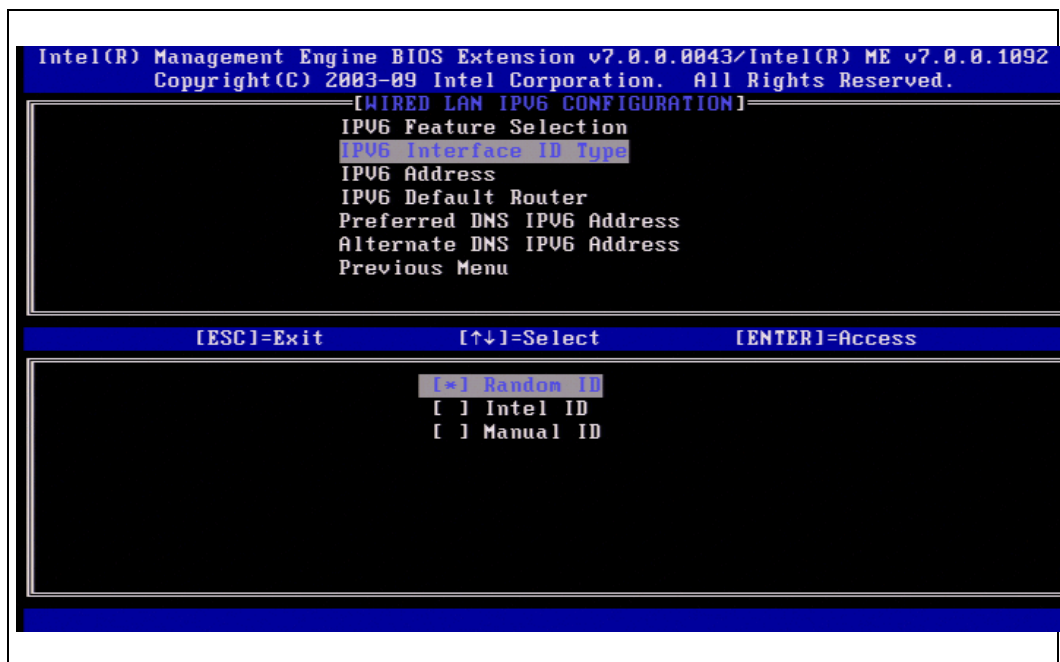 Intel(R) Management Engine BIOS Extension v7.0.0.0043/Intel(R) ME v7.0.0.1092
Copyright(C) 2003-09 Intel Corporation. All Rights Reserved.
[WIRED LAN IPV6 CONFIGURATION]
IPV6 Feature Selection
IPV6 Interface ID Type
IPV6 Address
IPV6 Default Router
Preferred DNS IPV6 Address
Alternate DNS IPV6 Address
Previous Menu
[ESC]=Exit [↑↓]=Select [ENTER]=Access
[*] Random ID
[ ] Intel ID
[ ] Manual ID